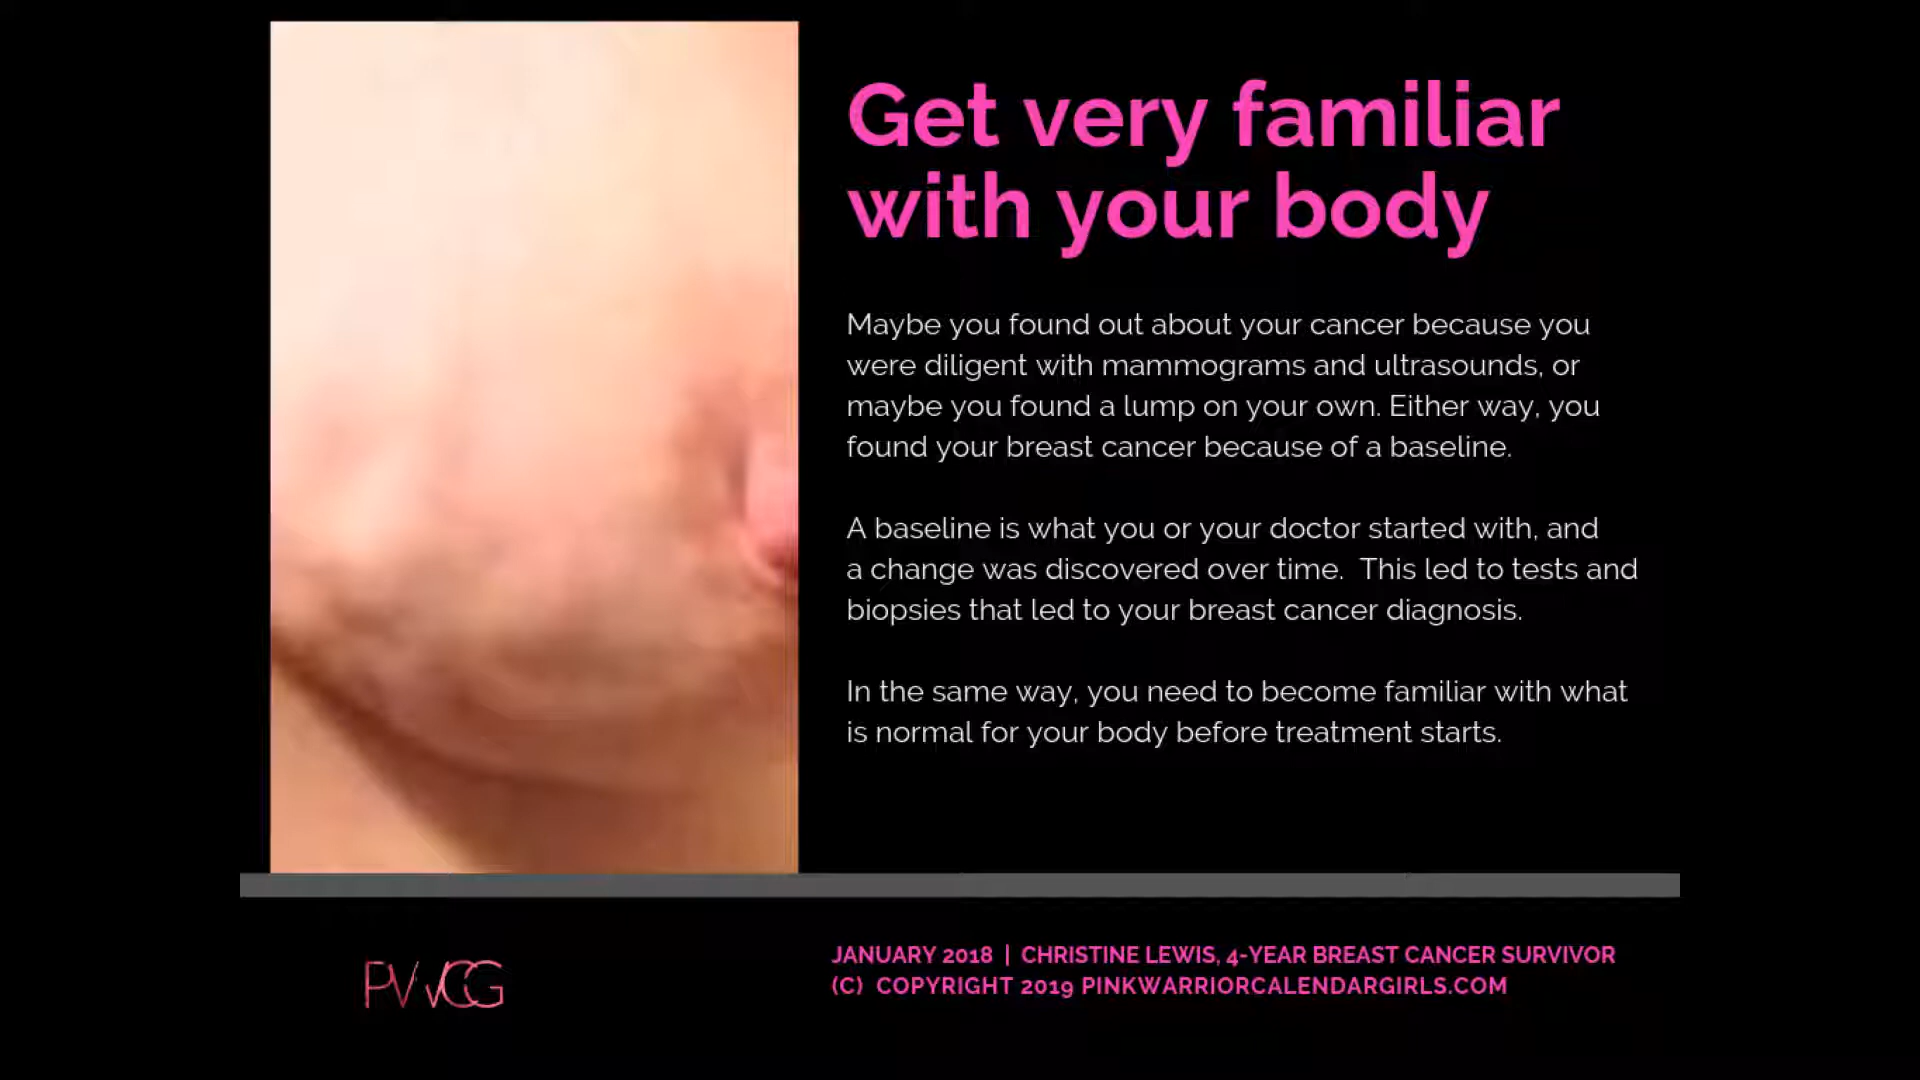 Get very familiar
with your body
Maybe you found out about your cancer because you
were diligent with mammograms and ultrasounds, or
maybe you found a lump on your own. Either way, you
found your breast cancer because of a baseline.
A baseline is what you or your doctor started with, and
a change was discovered over time.  This led to tests and
biopsies that led to your breast cancer diagnosis.
In the same way, you need to become familiar with what
is normal for your body before treatment starts.
JANUARY 2018 | CHRISTINE LEWIS, 4-YEAR BREAST CANCER SURVIVOR
(C)  COPYRIGHT 2019 PINKWARRIORCALENDARGIRLS.COM
PWCG